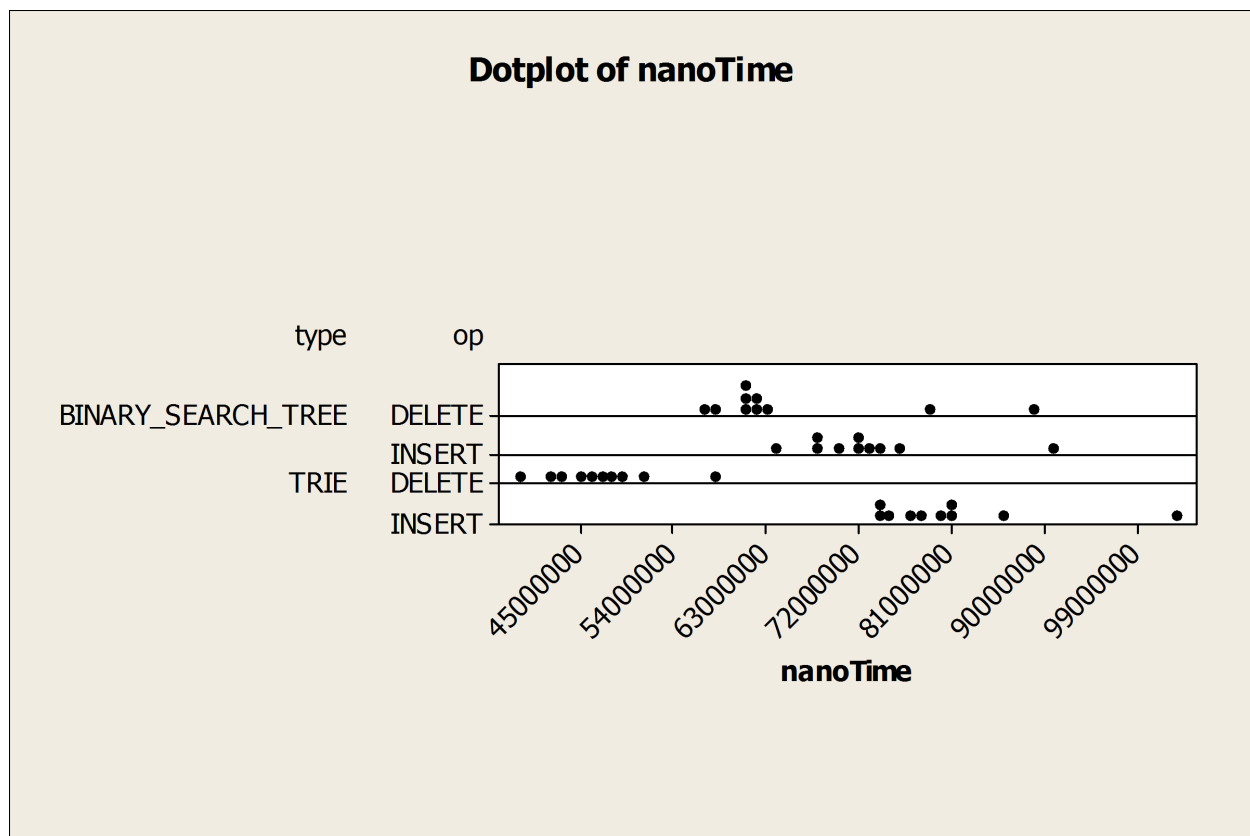 Dotplot of nanoTime
type op
BINARY_SEARCH_TREE DELETE
INSERT
TRIE DELETE
INSERT
45000000 54000000 63000000 72000000 81000000 90000000 99000000
nanoTime